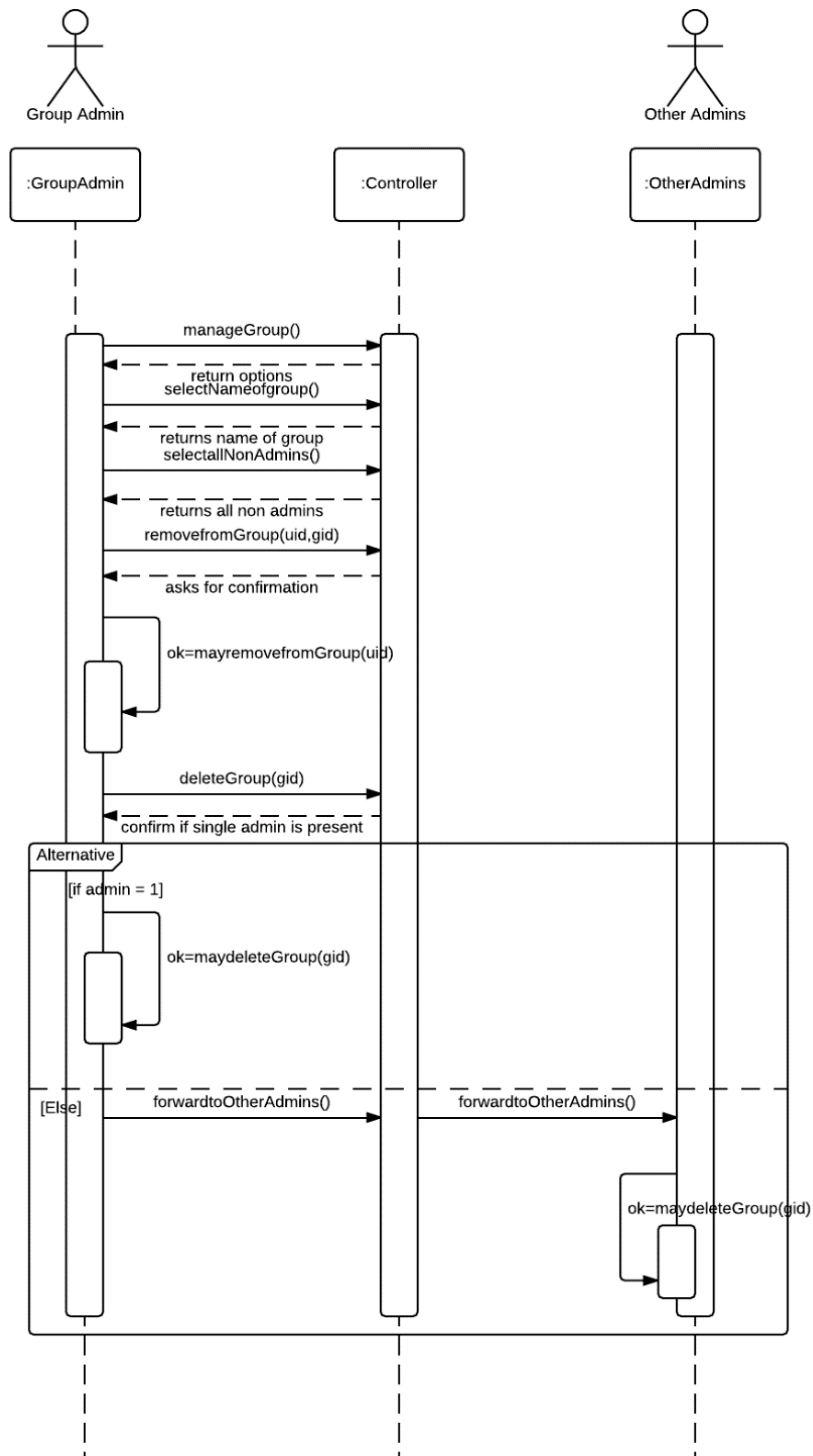 Group Admin
Other Admins
:GroupAdmin
:Controller
:OtherAdmins
manageGroup()
return options
selectNameofgroup()
returns name of group
selectallNonAdmins()
returns all non admins
removefromGroup(uid,gid)
asks for confirmation
ok=mayremovefromGroup(uid)
deleteGroup(gid)
confirm if single admin is present
Alternative
[if admin = 1]
ok=maydeleteGroup(gid)
[Else]
forwardtoOtherAdmins()
forwardtoOtherAdmins()
ok=maydeleteGroup(gid)